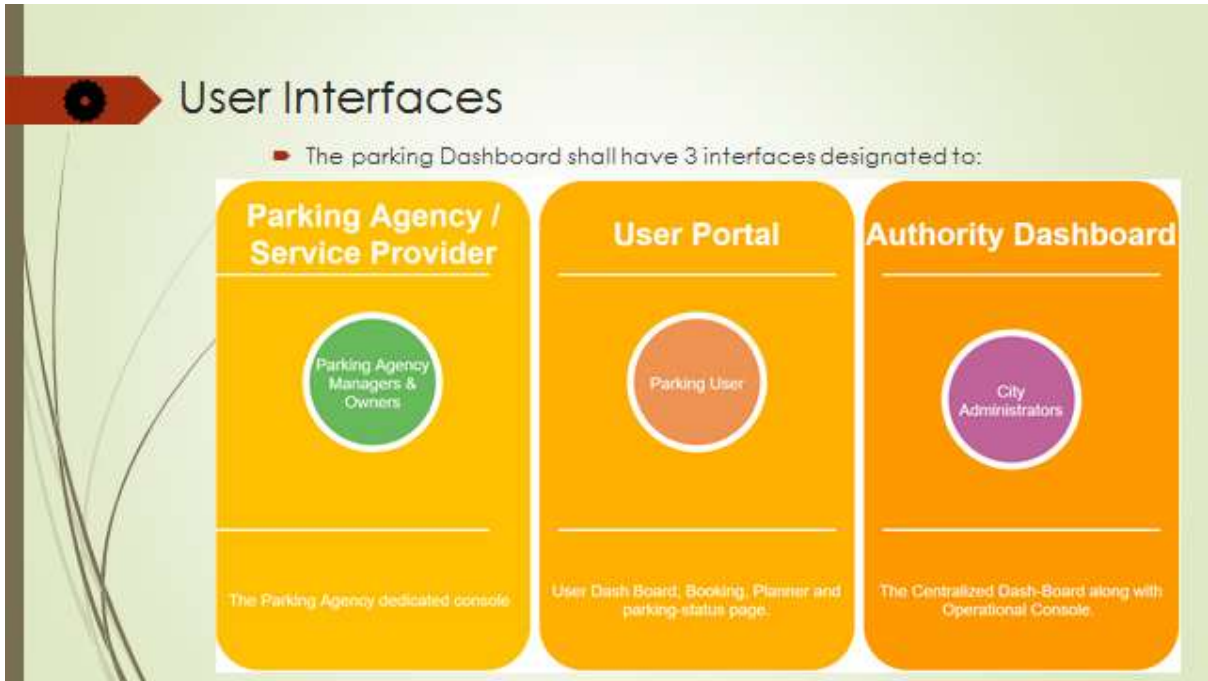 User Interfaces
The parking Dashboard shall have 3 interfaces designated to:
Parking Agency /
Service Provider
Parking Agency
Managers &
Owners
The Parking Agency dedicated console
User Portal
Parking User
User Dash Board, Booking, Planner and
parking-status page.
Authority Dashboard
City
Administrators
The Centralized Dash-Board along with
Operational Console.